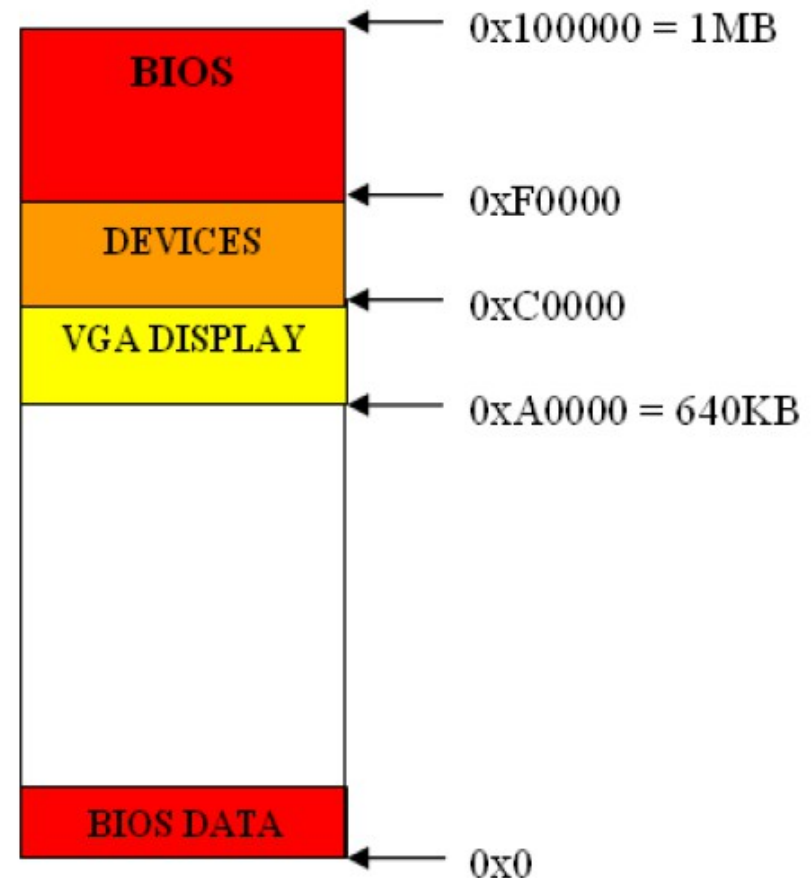 0x100000 = 1MB
BIOS
0xF0000
DEVICES
0xC0000
VGA DISPLAY
0xA0000 = 640KB
BIOS DATA
0x0